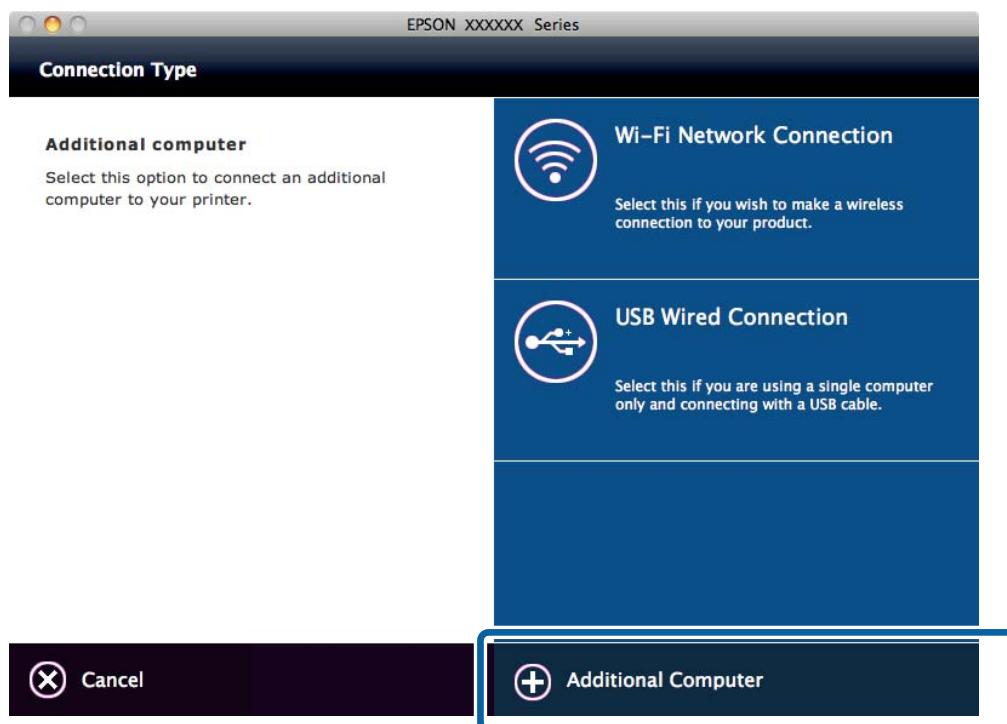 EPSON XXXXXX Series
Connection Type
Additional computer
Select this option to connect an additional
computer to your printer.
Wi-Fi Network Connection
Select this if you wish to make a wireless
connection to your product.
USB Wired Connection
Select this if you are using a single computer
only and connecting with a USB cable.
Cancel
Additional Computer